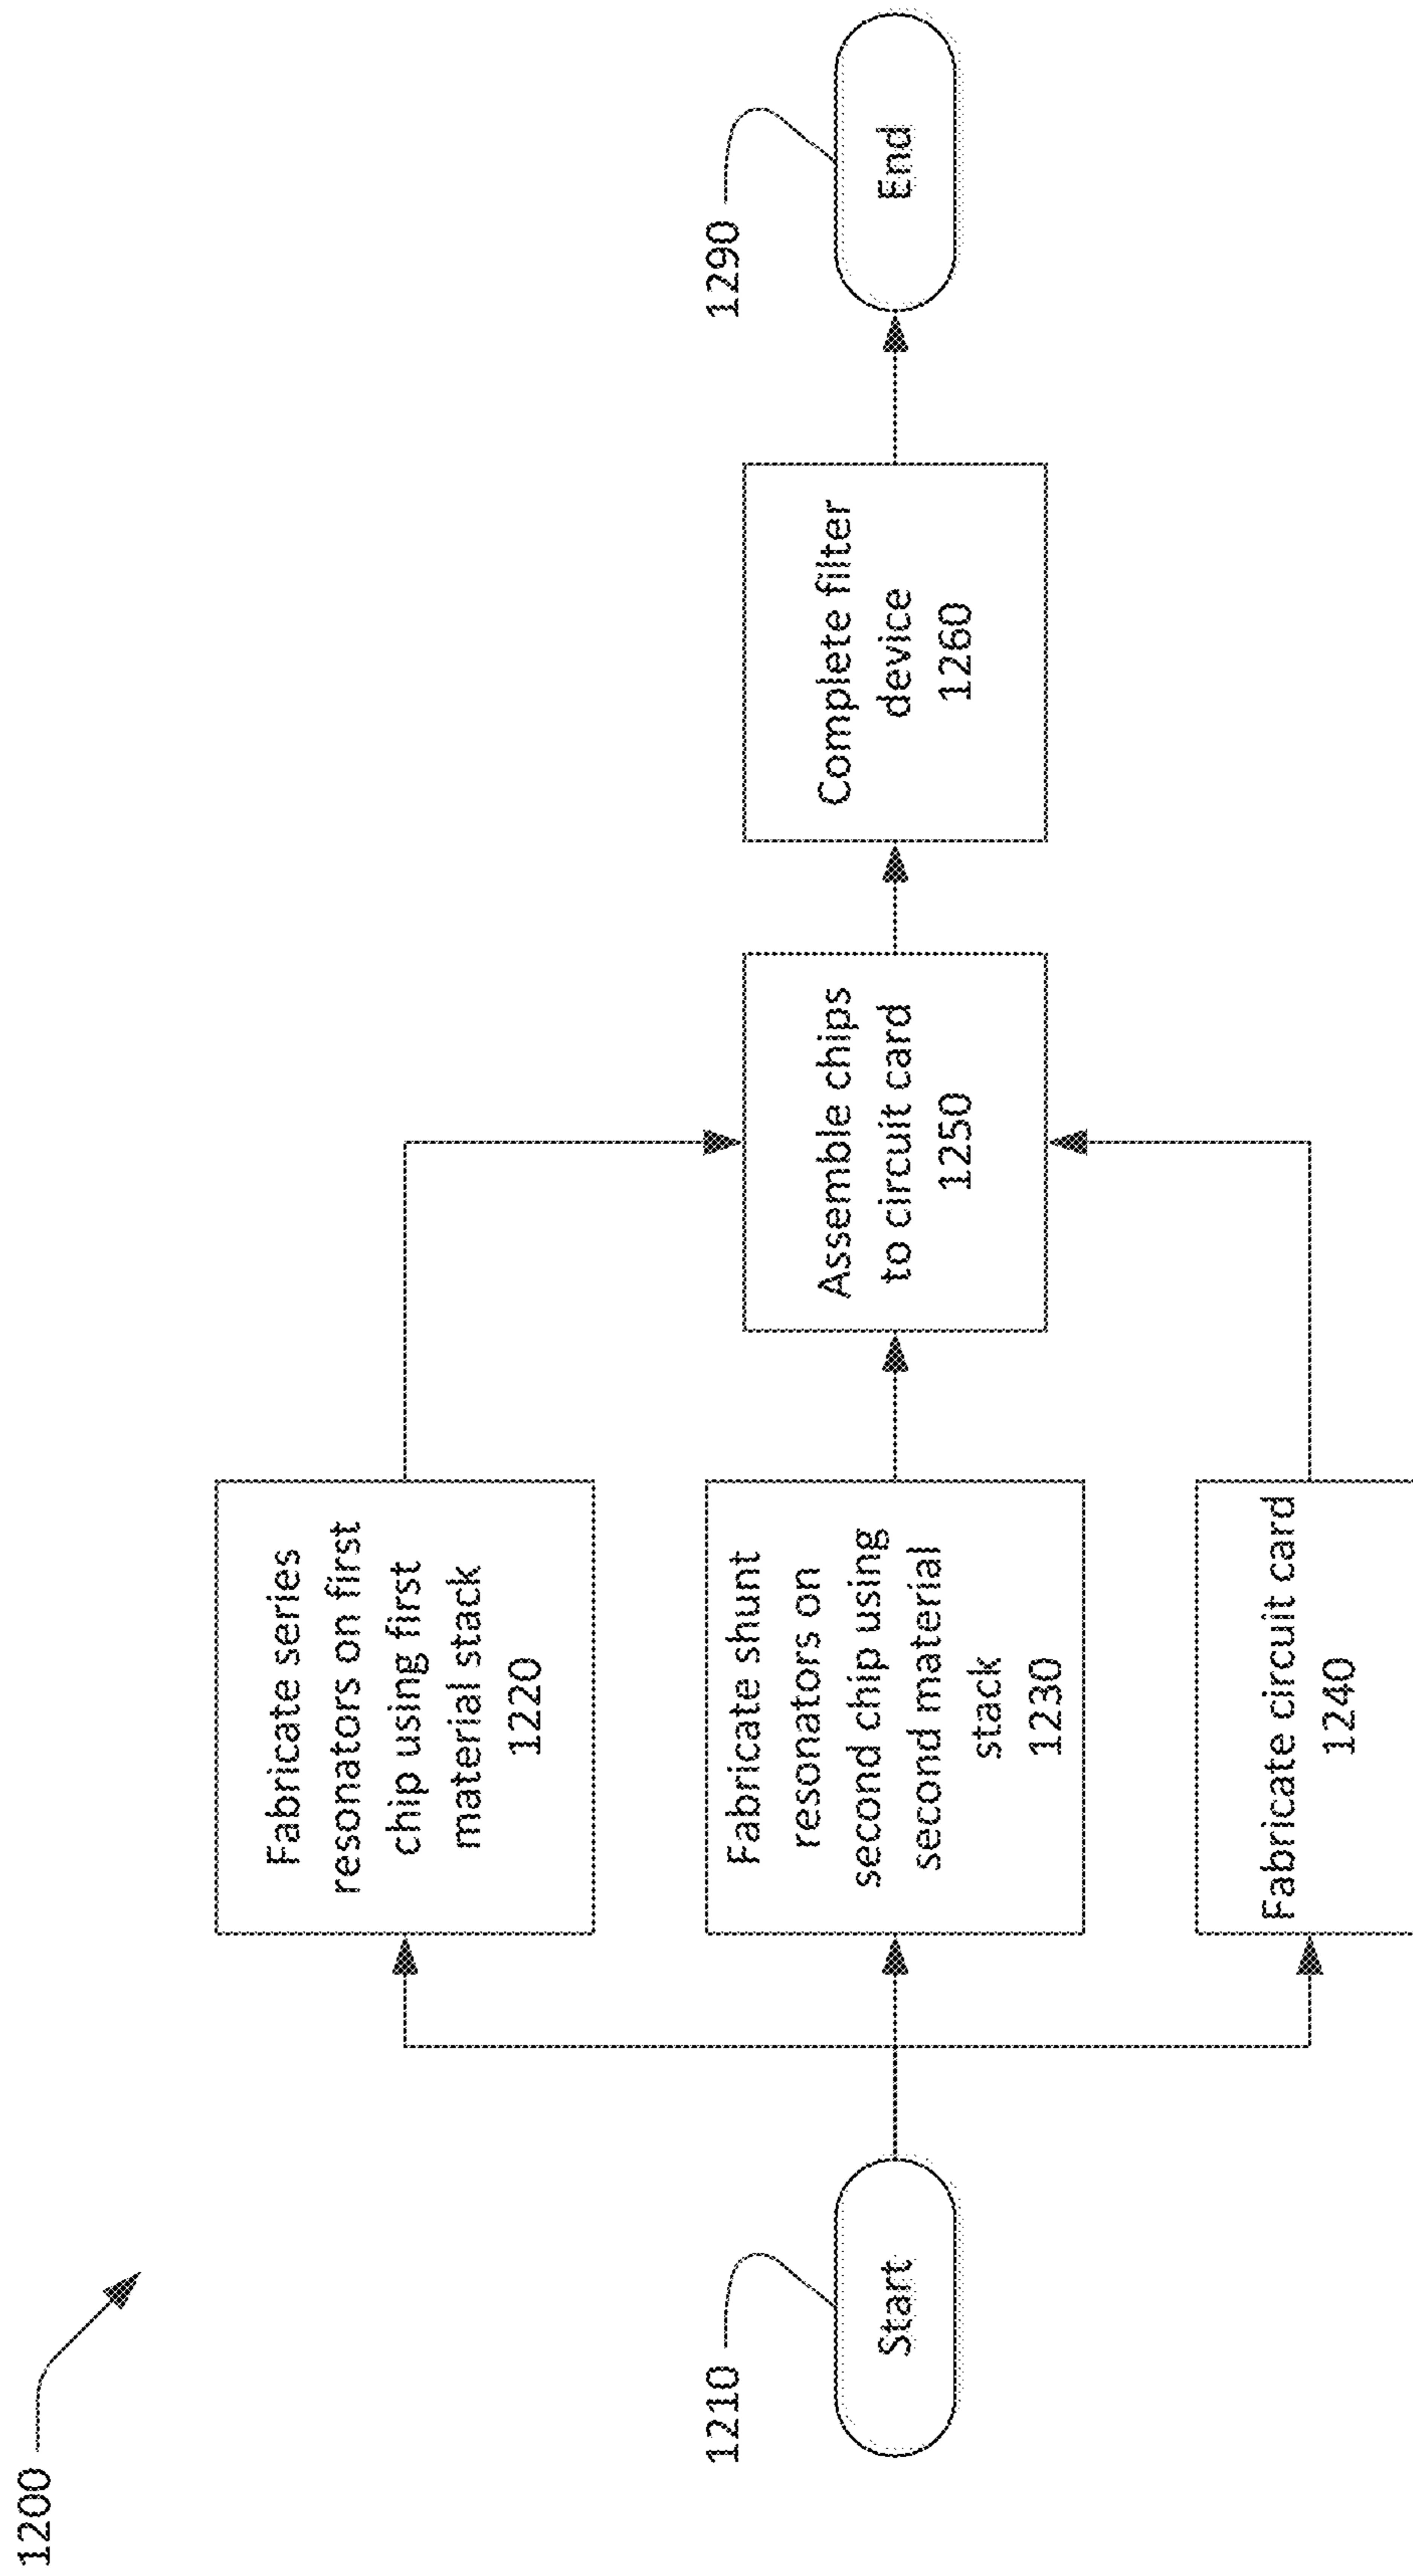 1200
1210
Start
Fabricate series
resonators on first
chip using first
material stack
1220
Fabricate shunt
resonators on
second chip using
second material
stack
1230
Fabricate circuit card
1240
Assemble chips
to circuit card
1250
Complete filter
device
1260
1290
End